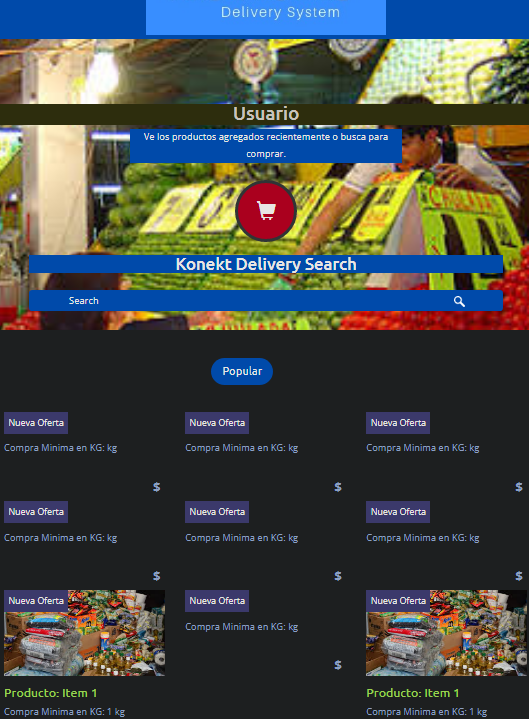 Delivery System
Usuario
Ve los productos agregados recientemente o busca para
comprar.
Konekt Delivery Search
Search
Popular
Nueva Oferta
Nueva Oferta
Nueva Oferta
Compra Minima en KG: kg
Compra Minima en KG: kg
Compra Minima en KG: kg
$
$
$
Nueva Oferta
Nueva Oferta
Nueva Oferta
Compra Minima en KG: kg
Compra Minima en KG: kg
Compra Minima en KG: kg
$
$
$
Nueva Oferta
Nueva Oferta
Nueva Oferta
Compra Minima en KG: kg
$
Producto: Item 1
Producto: Item 1
Compra Minima en KG: 1 kg
Compra Minima en KG: 1 kg